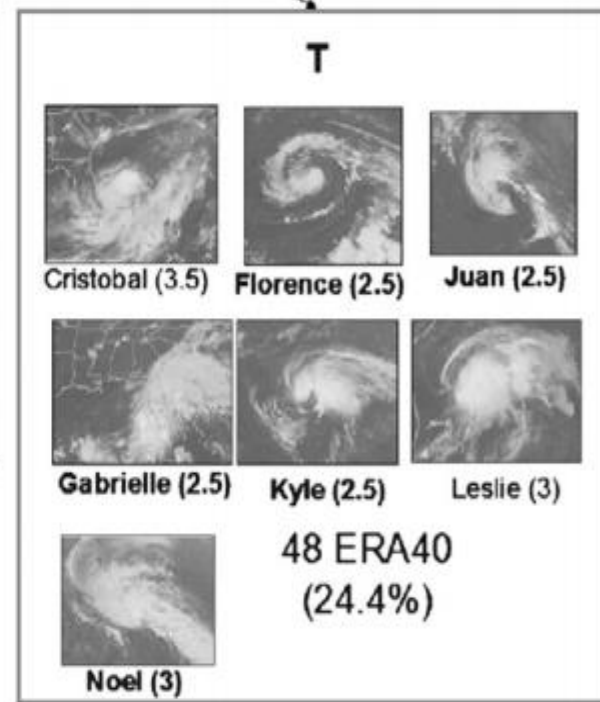 T
Cristobal (3.5)
Florence (2.5)
Juan (2.5)
Gabrielle (2.5)
Kyle (2.5)
Leslie (3)
48 ERA40
(24.4%)
Noel (3)